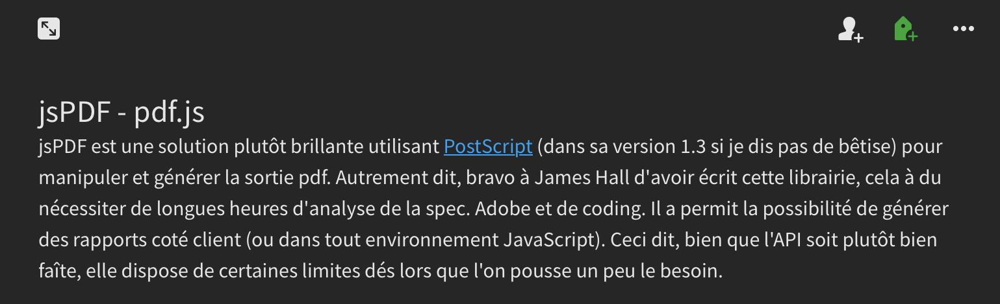 jsPDF - pdf.js
jsPDF est une solution plutôt brillante utilisant PostScript (dans sa version 1.3 si je dis pas de bêtise) pour
manipuler et générer la sortie pdf. Autrement dit, bravo à James Hall d'avoir écrit cette librairie, cela à du
nécessiter de longues heures d'analyse de la spec. Adobe et de coding. Il a permit la possibilité de générer
des rapports coté client (ou dans tout environnement JavaScript). Ceci dit, bien que l'API soit plutôt bien
faîte, elle dispose de certaines limites dés lors que l'on pousse un peu le besoin.